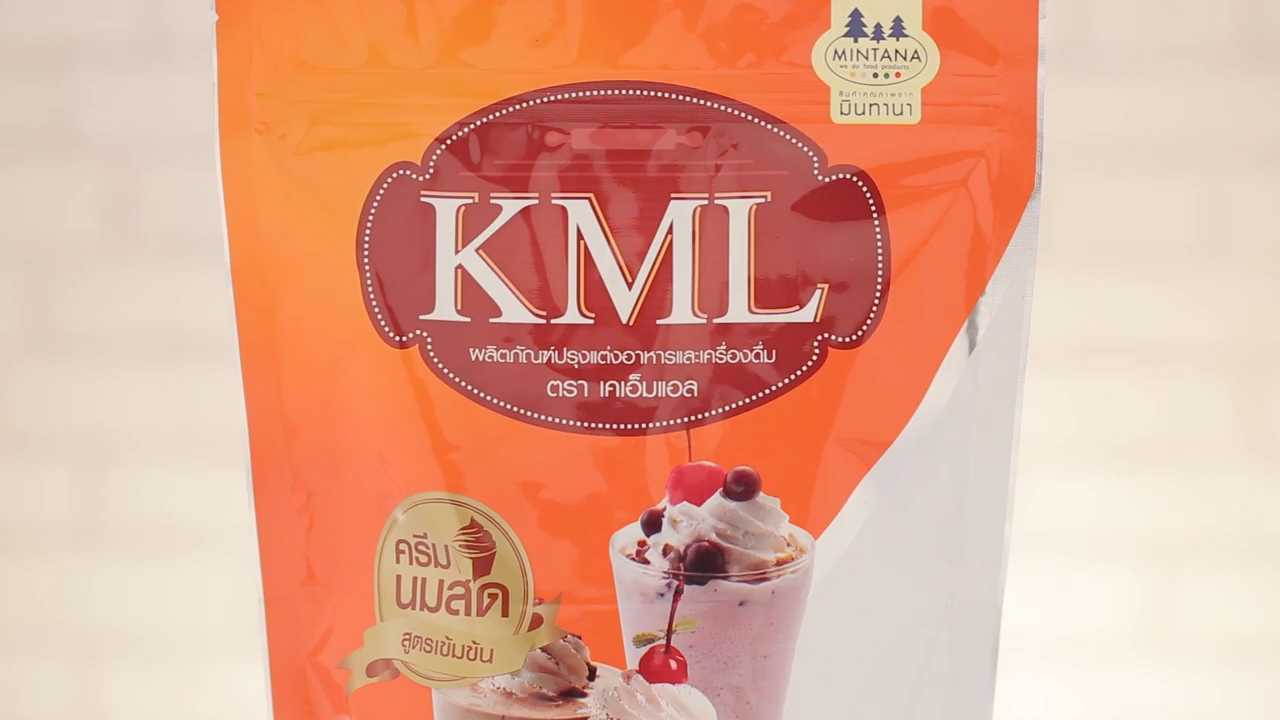 MINTANA
we do food products
สินค้าคุณภาพจาก
มินทานา
KML
ผลิตภัณฑ์ปรุงแต่งอาหารและเครื่องดื่ม
ตรา เคเอ็มแอล
ครีม
นมสด
สูตรเข้มข้น